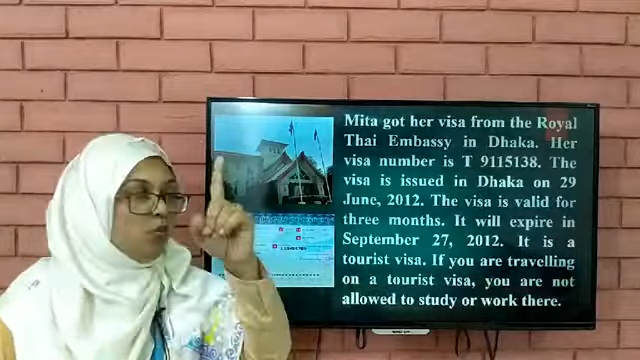 Mita got her visa from the Royal
Thai Embassy in Dhaka. Her
visa number is T 9115138. The
visa is issued in Dhaka on 29
June, 2012. The visa is valid for
three months. It will expire in
September 27, 2012. It is a
tourist visa. If you are travelling
on a tourist visa, you are not
allowed to study or work there.